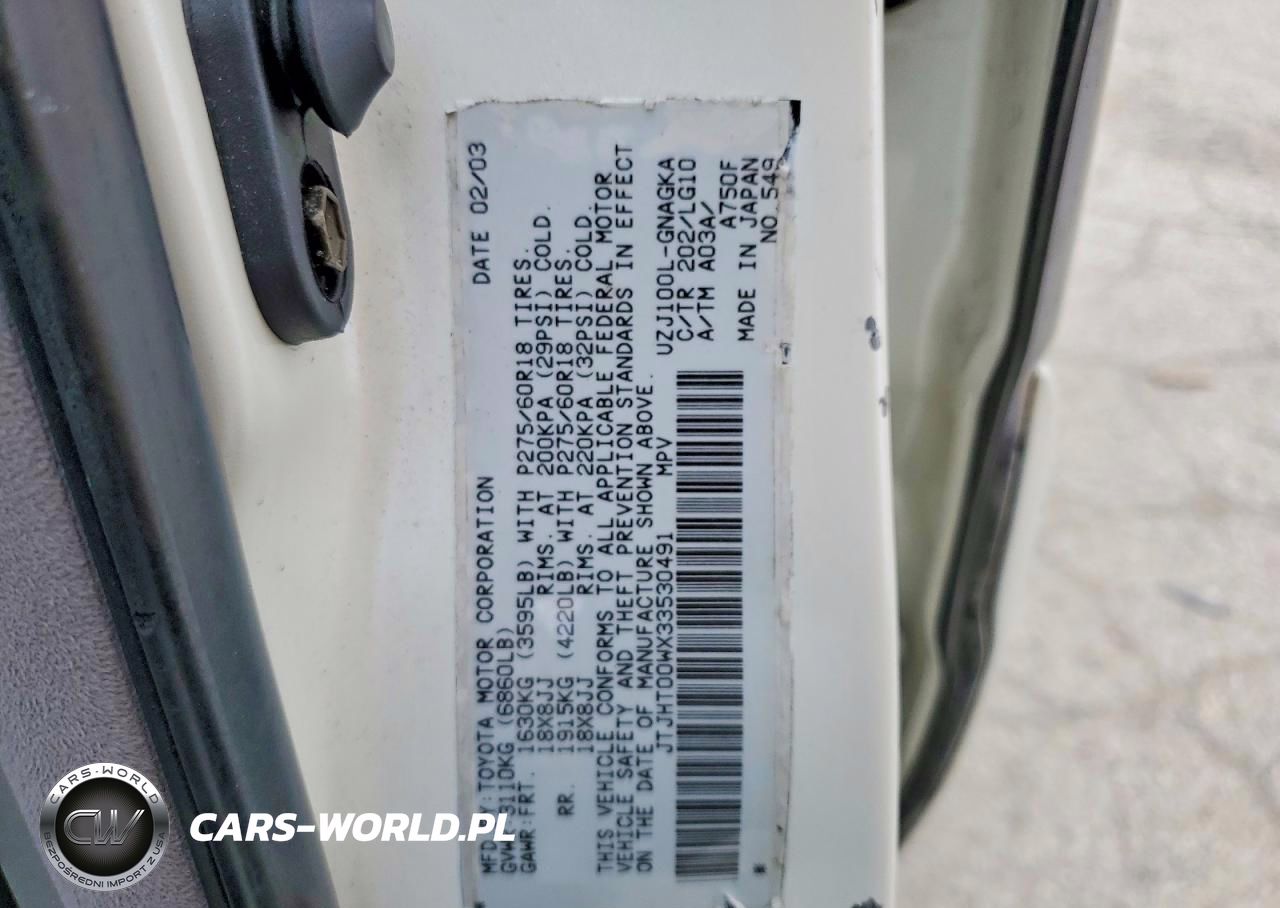 MFD. BY: TOYOTA MOTOR CORPORATION DATE 02/03
GVWR 3110KG (6860LB)
GAWR: FRT. 1630KG (3595LB) WITH P275/60R18 TIRES.
18X8JJ RIMS. AT 200KPA (29PSI) COLD.
RR. 1915KG (4220LB) WITH P275/60R18 TIRES.
18X8JJ RIMS. AT 220KPA (32PSI) COLD.
THIS VEHICLE CONFORMS TO ALL APPLICABLE FEDERAL MOTOR
VEHICLE SAFETY AND THEFT PREVENTION STANDARDS IN EFFECT
ON THE DATE OF MANUFACTURE SHOWN ABOVE.
JTJHT00WX33530491 MPV UZJ100L-GNAGKA
C/TR 202/LG10
A/TM A03A/
A750F
MADE IN JAPAN
NO.549
CARS-WORLD
CW
BEZPOŚREDNI IMPORT Z USA
CARS-WORLD.PL